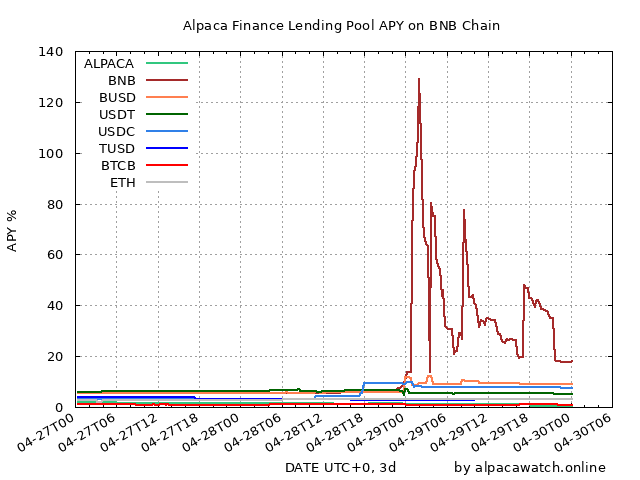 Alpaca Finance Lending Pool APY on BNB Chain
140
120
100
80
60
40
20
0
APY %
ALPACA
BNB
BUSD
USDT
USDC
TUSD
BTCB
ETH
04-27T00
04-27T06
04-27T12
04-27T18
04-28T00
04-28T06
04-28T12
04-28T18
04-29T00
04-29T06
04-29T12
04-29T18
04-30T00
04-30T06
DATE UTC+0, 3d
by alpacawatch.online